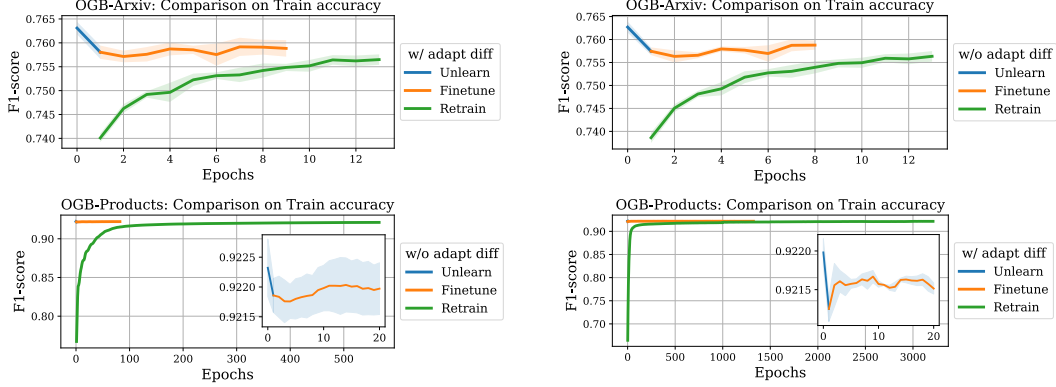 OGB-Arxiv: Comparison on Train accuracy
0.765
0.760
0.755
0.750
0.745
0.740
F1-score
0 2 4 6 8 10 12
Epochs
w/ adapt diff
Unlearn
Finetune
Retrain
OGB-Arxiv: Comparison on Train accuracy
0.765
0.760
0.755
0.750
0.745
0.740
F1-score
0 2 4 6 8 10 12
Epochs
w/o adapt diff
Unlearn
Finetune
Retrain
OGB-Products: Comparison on Train accuracy
0.90
0.85
0.80
F1-score
0.9225
0.9220
0.9215
0 10 20
0 100 200 300 400 500
Epochs
w/o adapt diff
Unlearn
Finetune
Retrain
OGB-Products: Comparison on Train accuracy
0.90
0.85
0.80
0.75
0.70
F1-score
0.9220
0.9215
0 10 20
0 500 1000 1500 2000 2500 3000
Epochs
w/ adapt diff
Unlearn
Finetune
Retrain